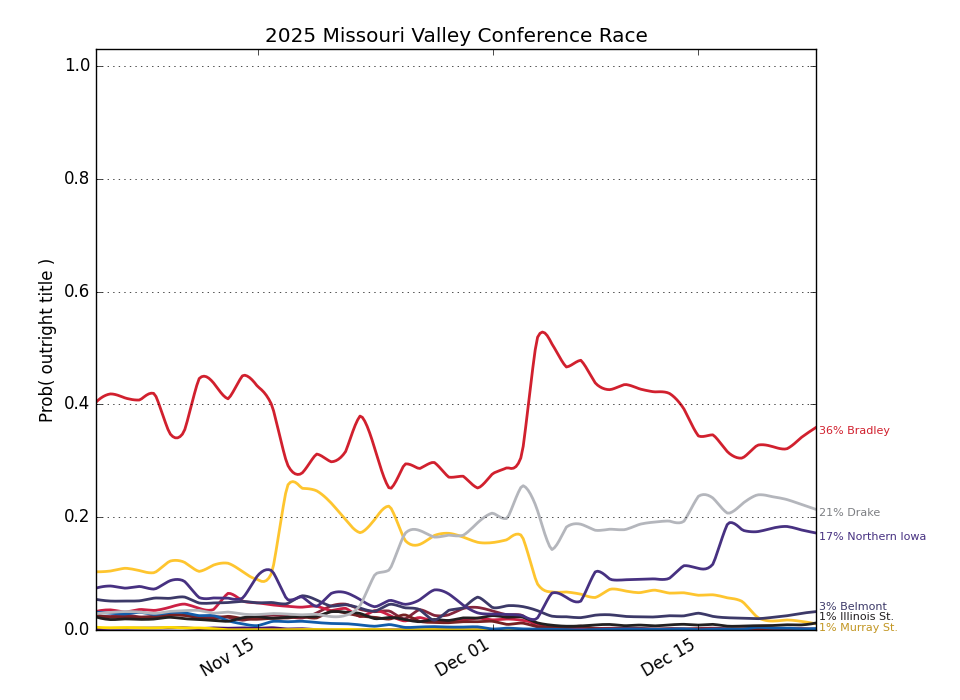 2025 Missouri Valley Conference Race
Prob( outright title )
1.0
0.8
0.6
0.4
0.2
0.0
Nov 15
Dec 01
Dec 15
36% Bradley
21% Drake
17% Northern Iowa
3% Belmont
1% Illinois St.
1% Murray St.